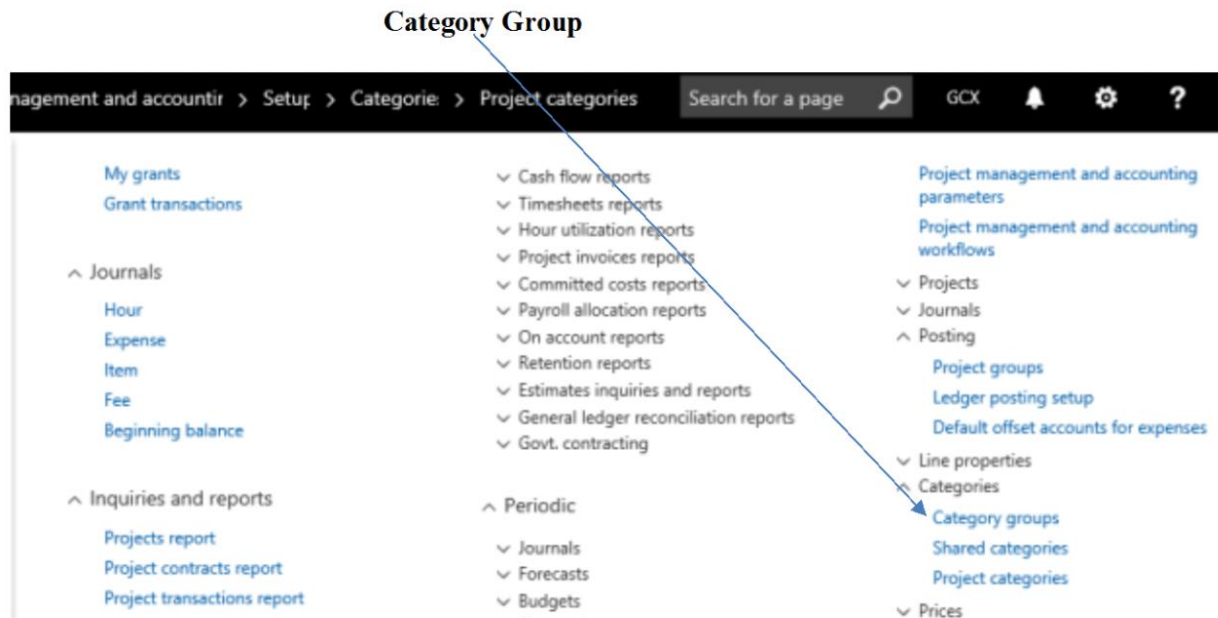 Category Group
nagement and accountir > Setup > Categorie: > Project categories Search for a page GCX ?
My grants
Grant transactions
Journals
Hour
Expense
Item
Fee
Beginning balance
Inquiries and reports
Projects report
Project contracts report
Project transactions report
Cash flow reports
Timesheets reports
Hour utilization reports
Project invoices reports
Committed costs reports
Payroll allocation reports
On account reports
Retention reports
Estimates inquiries and reports
General ledger reconciliation reports
Govt. contracting
Periodic
Journals
Forecasts
Budgets
Project management and accounting
parameters
Project management and accounting
workflows
Projects
Journals
Posting
Project groups
Ledger posting setup
Default offset accounts for expenses
Line properties
Categories
Category groups
Shared categories
Project categories
Prices